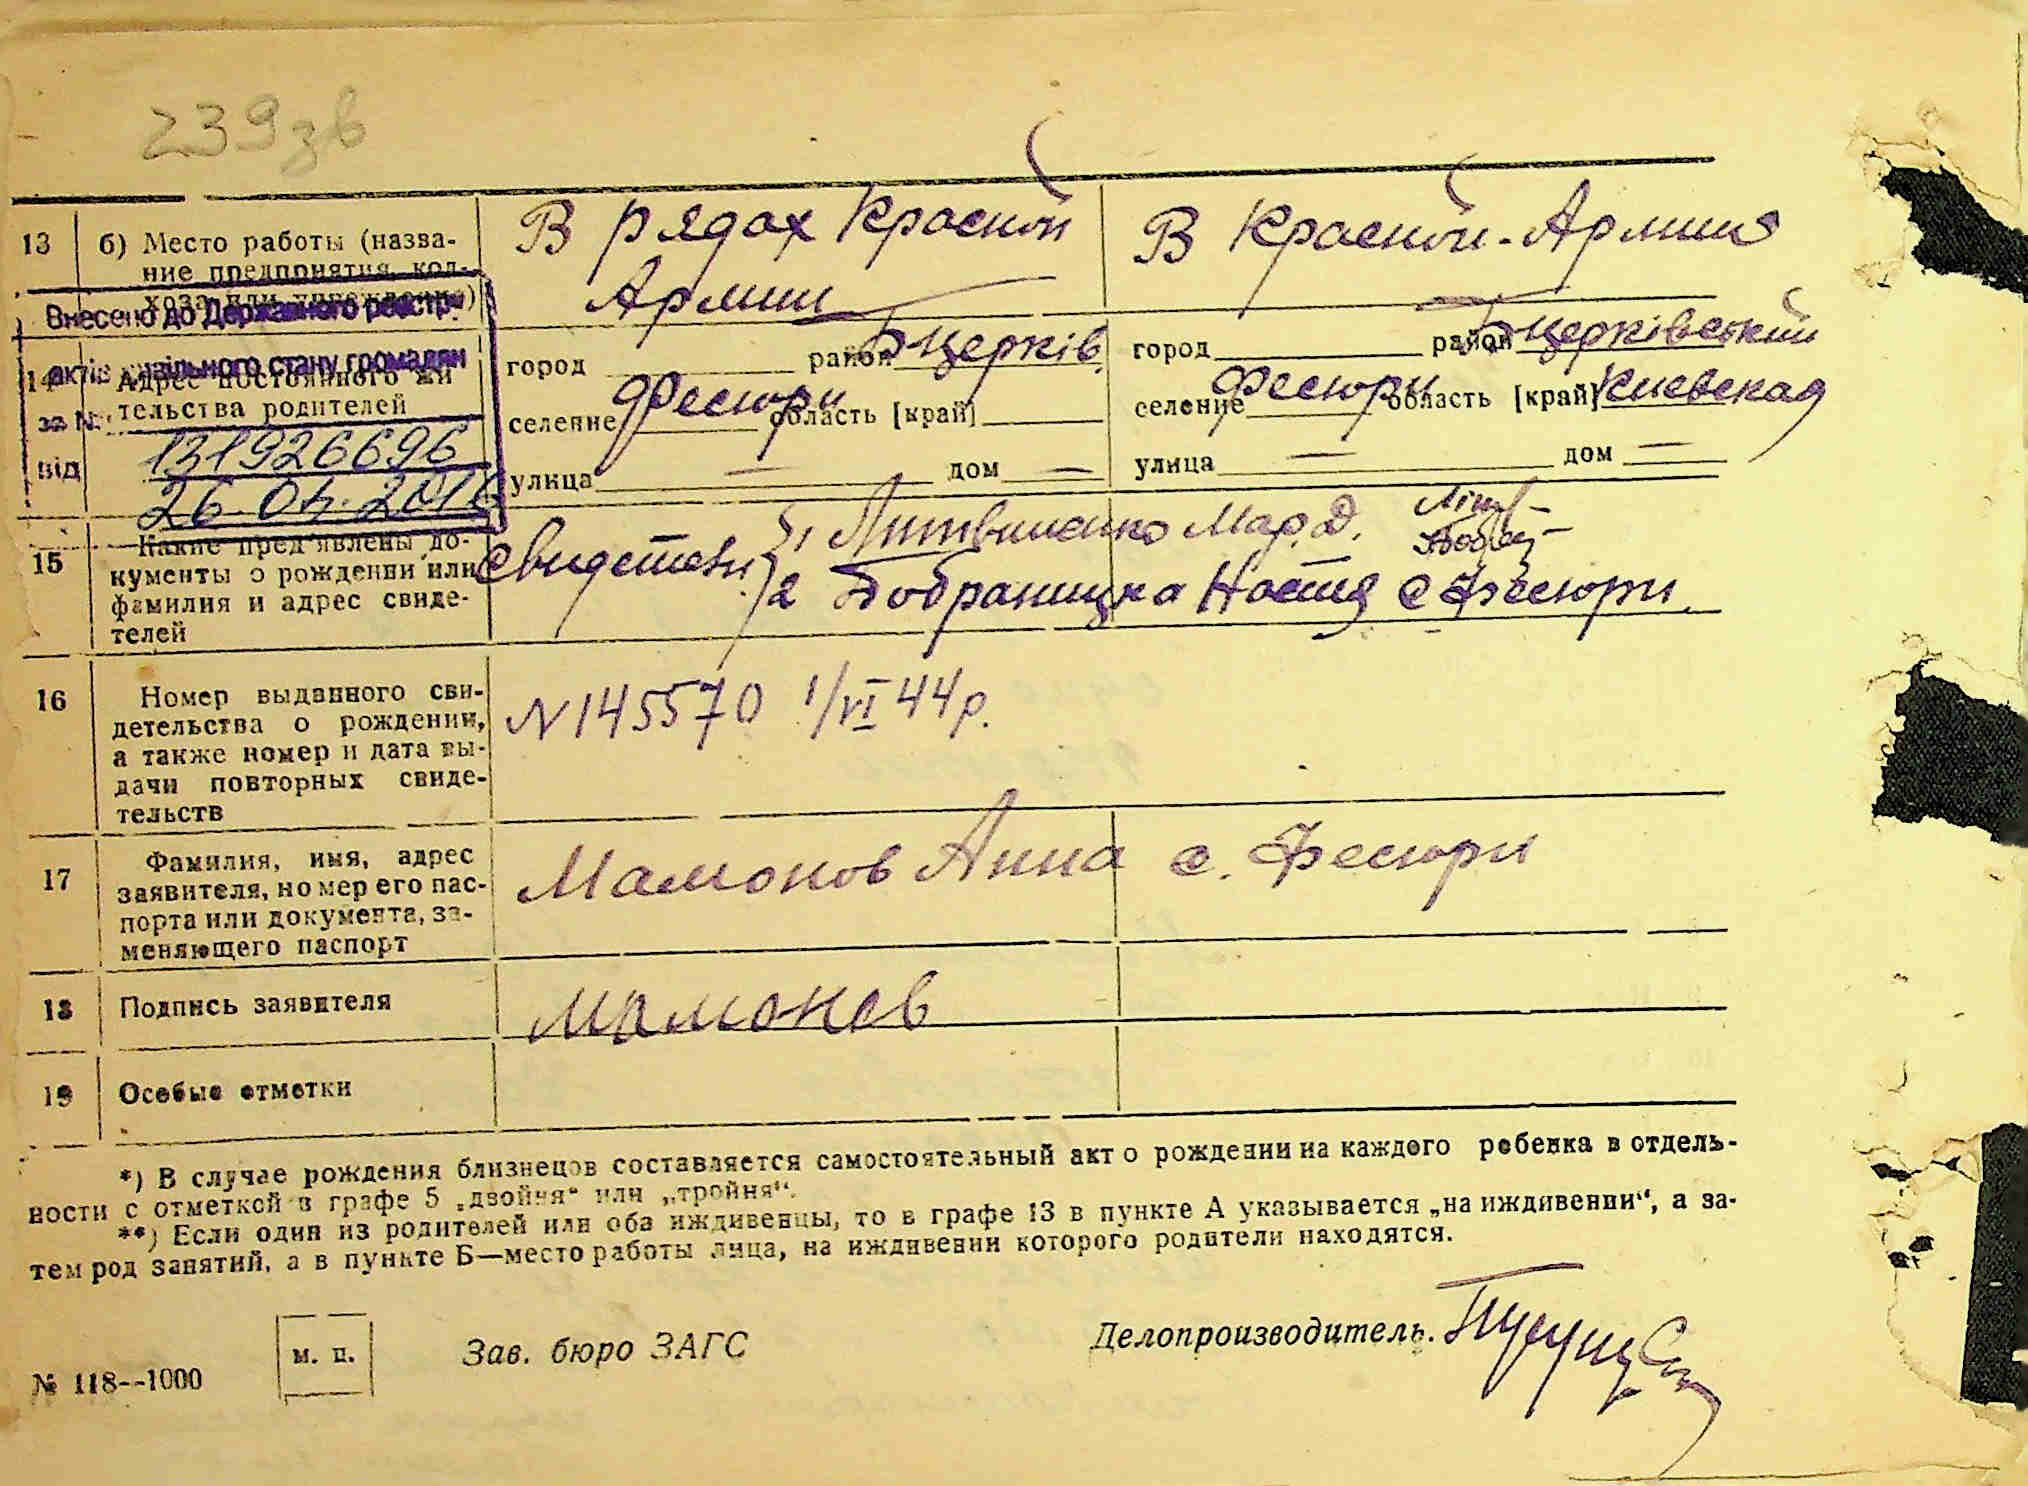 239зв
13 б) Место работы (назва- В рядах Красной В Красной-Армии
ние предприятия, кол- Армии
хоза или учреждения)
Внесено до Державного реєстру
актів цивільного стану громадян
за №: 131926696
від 26.04.2016
14 Адрес постоянного жи-
тельства родителей
город район Б Церків.
селение Фесюри область [край]
улица — дом —
город район Бцерківський
селение Фесюри область [край] Киевская
улица — дом —
15 Какие пред'явлены до-
кументы о рождении или
фамилия и адрес свиде-
телей
Свидетели 1 Литвиненко Мар. Д.
2 Бобраницка Настя с Фесюри.
16 Номер выданного сви-
детельства о рождении,
а также номер и дата вы-
дачи повторных свиде-
тельств
N 145570 1/VI 44р.
17 Фамилия, имя, адрес
заявителя, номер его пас-
порта или документа, за-
меняющего паспорт
Мамонов Анна с. Фесюри
18 Подпись заявителя Мамонов
19 Особые отметки
*) В случае рождения близнецов составляется самостоятельный акт о рождении на каждого ребенка в отдель-
ности с отметкой в графе 5 „двойня“ или „тройня“.
**) Если один из родителей или оба иждивенцы, то в графе 13 в пункте А указывается „на иждивении“, а за-
тем род занятий, а в пункте Б—место работы лица, на иждивении которого родители находятся.
м. п. Зав. бюро ЗАГС Делопроизводитель.
№ 118--1000